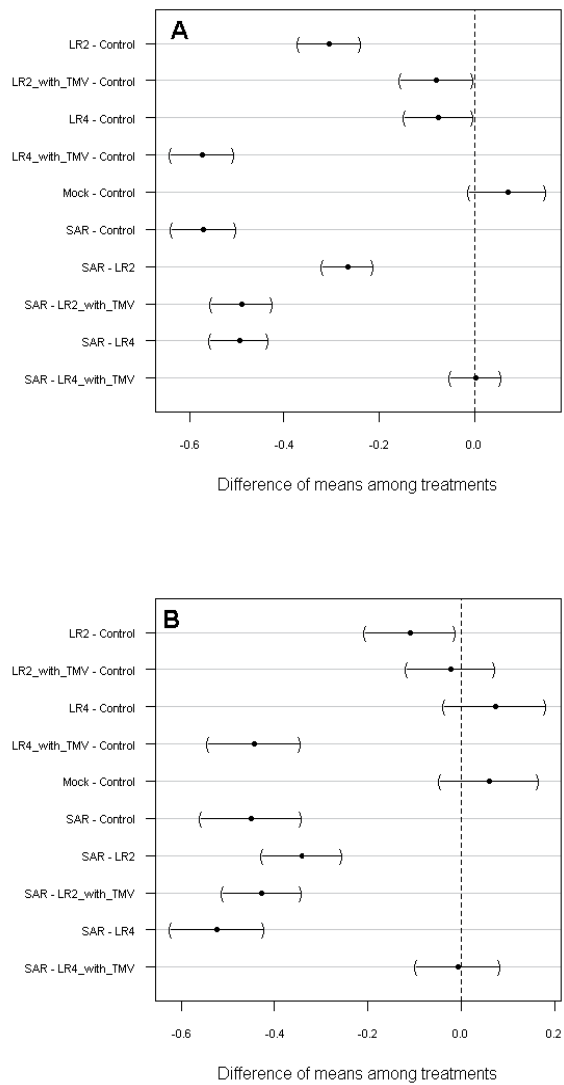 A
LR2 - Control
LR2_with_TMV - Control
LR4 - Control
LR4_with_TMV - Control
Mock - Control
SAR - Control
SAR - LR2
SAR - LR2_with_TMV
SAR - LR4
SAR - LR4_with_TMV
-0.6 -0.4 -0.2 0.0
Difference of means among treatments
B
LR2 - Control
LR2_with_TMV - Control
LR4 - Control
LR4_with_TMV - Control
Mock - Control
SAR - Control
SAR - LR2
SAR - LR2_with_TMV
SAR - LR4
SAR - LR4_with_TMV
-0.6 -0.4 -0.2 0.0 0.2
Difference of means among treatments